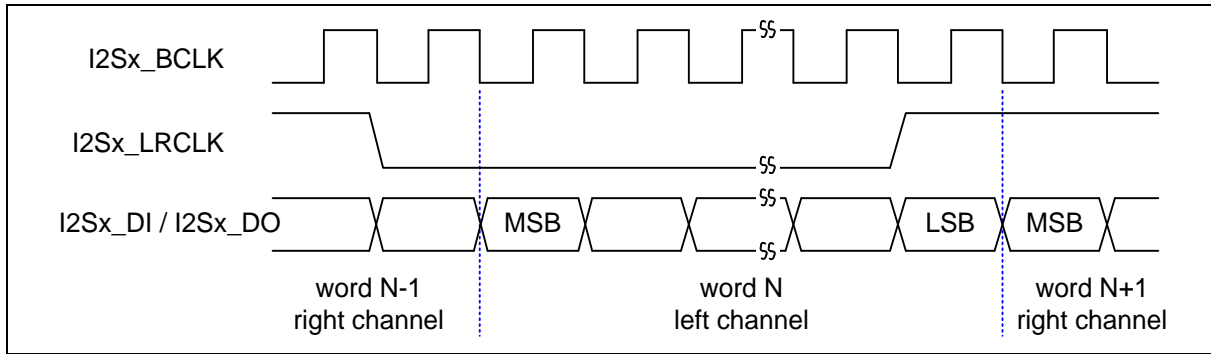 I2Sx_BCLK
I2Sx_LRCLK
I2Sx_DI / I2Sx_DO
MSB
LSB
MSB
word N-1
right channel
word N
left channel
word N+1
right channel